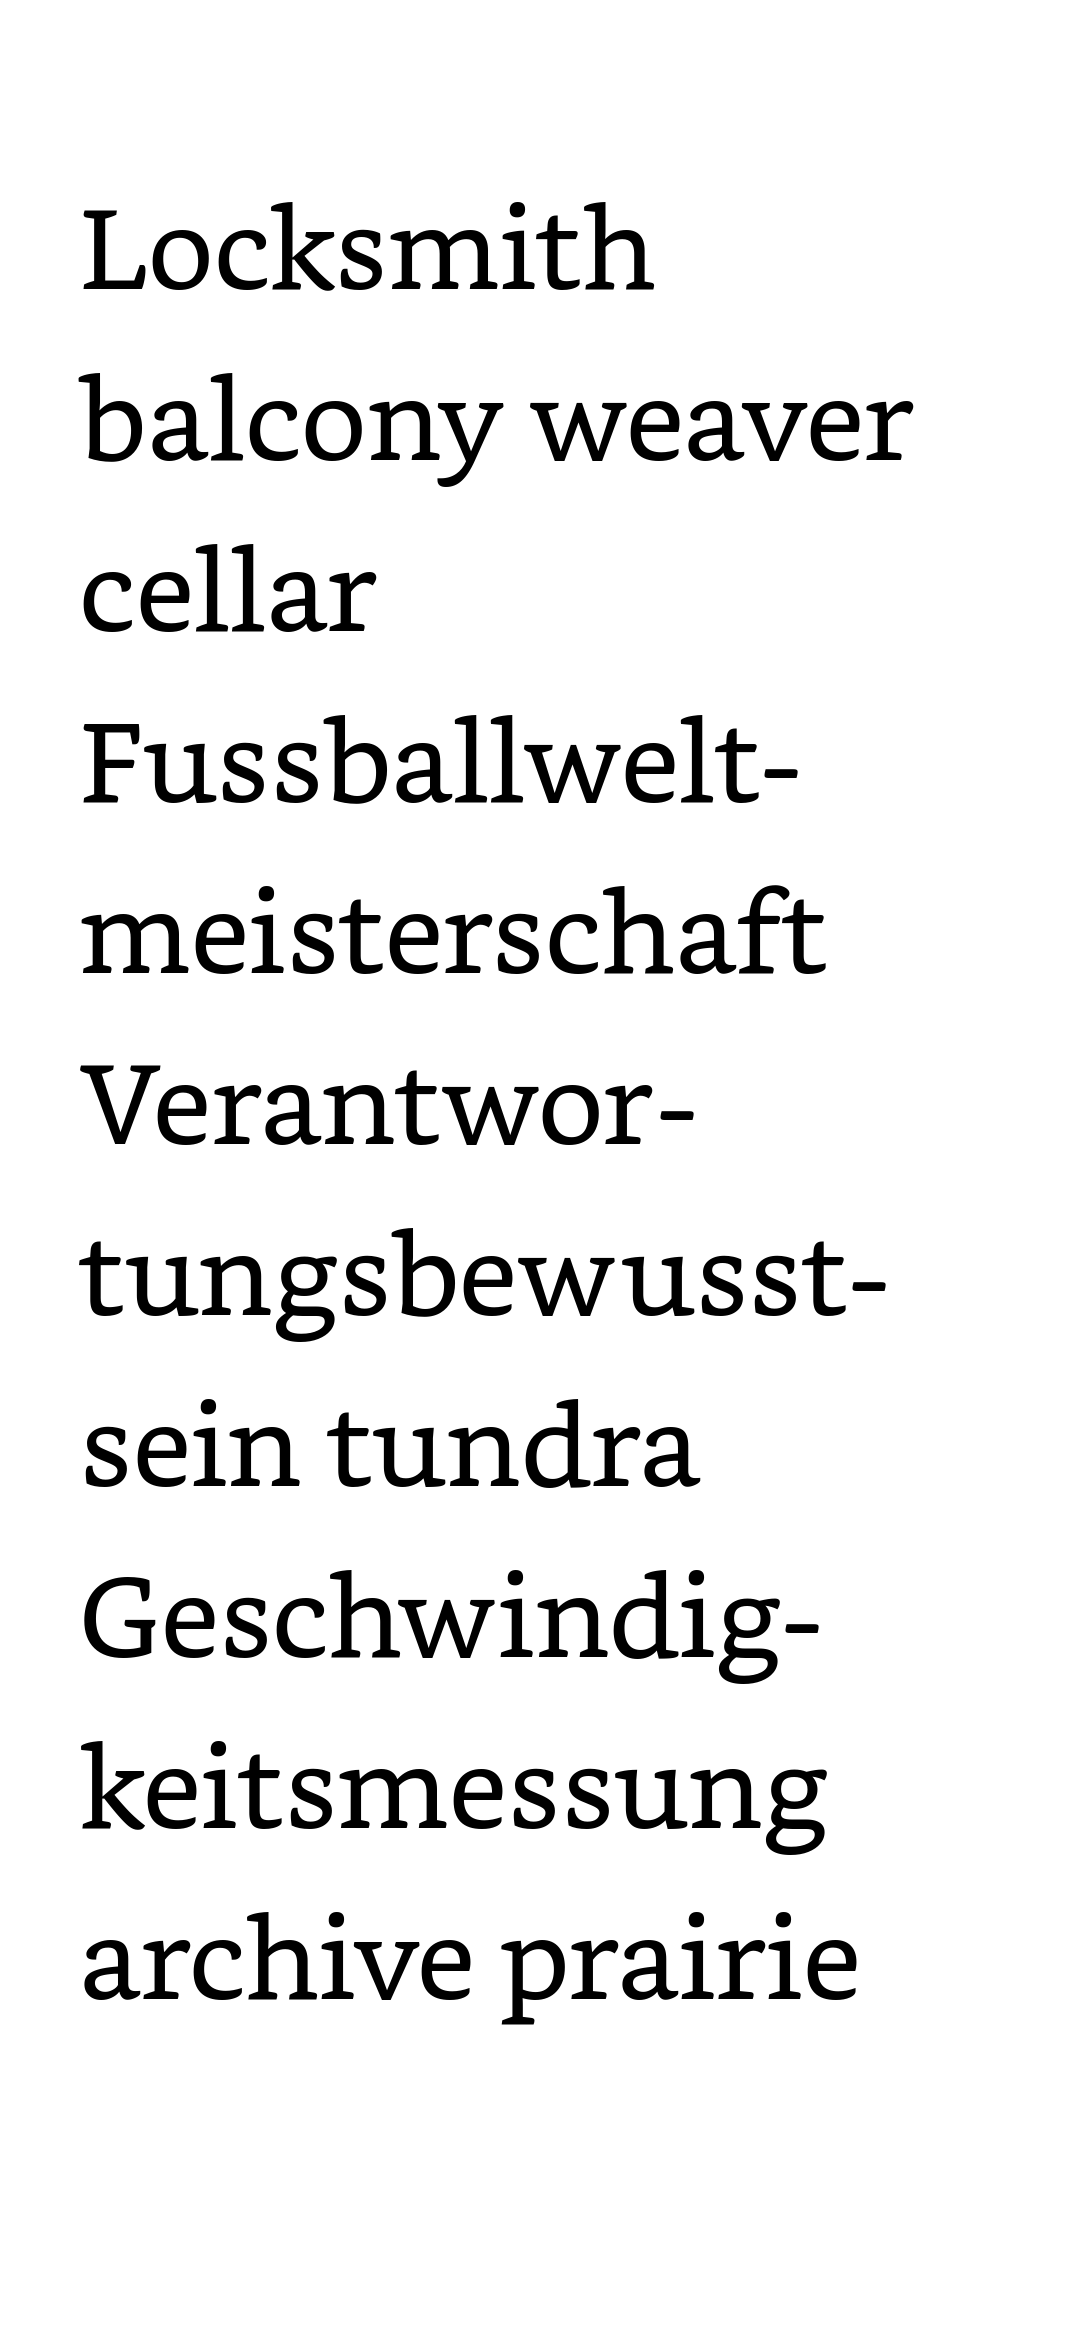 Locksmith
balcony weaver
cellar
Fussballwelt-
meisterschaft
Verantwor-
tungsbewusst-
sein tundra
Geschwindig-
keitsmessung
archive prairie